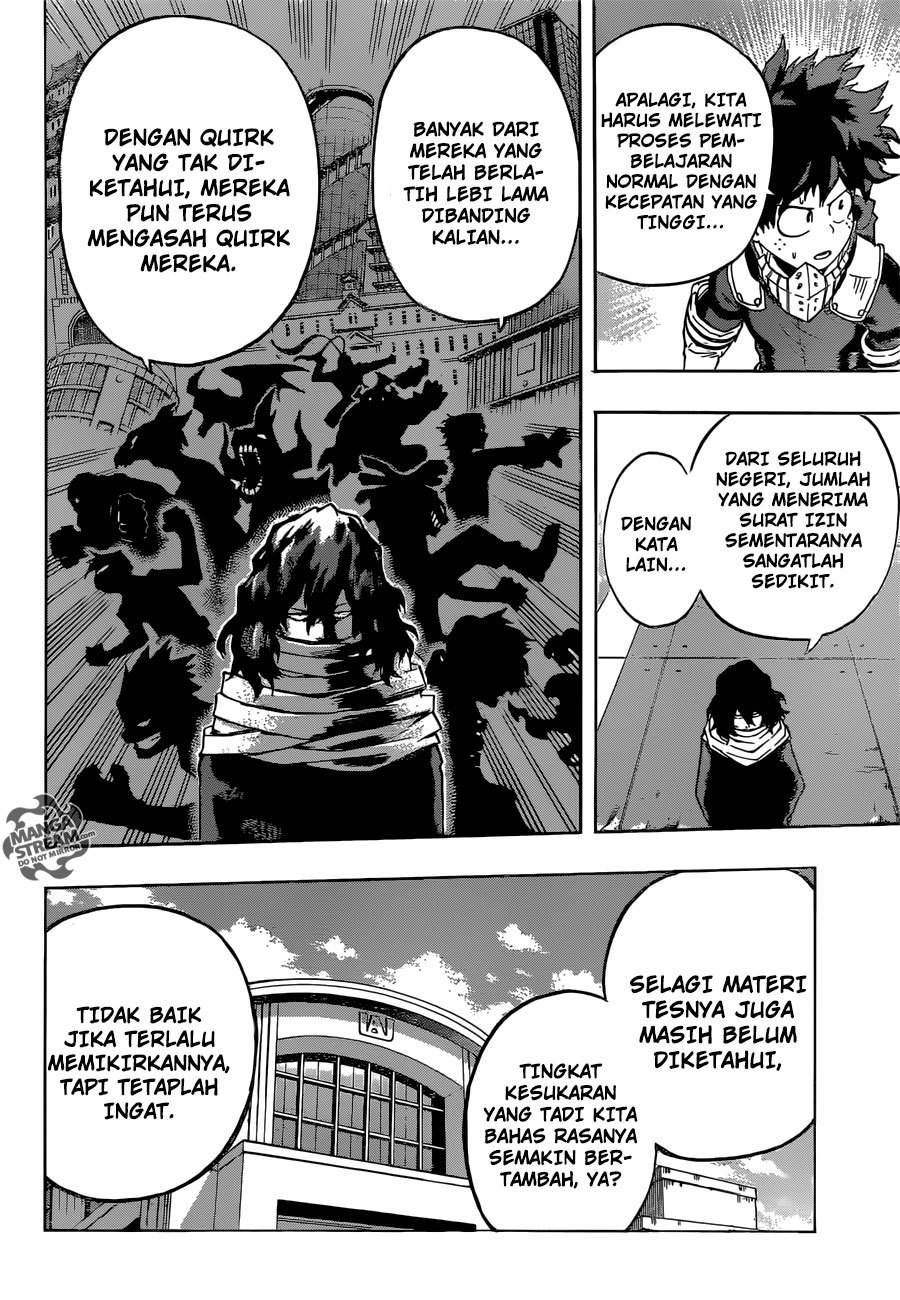 APALAGI, KITA
HARUS MELEWATI
PROSES PEM-
BELAJARAN
NORMAL DENGAN
KECEPATAN YANG
TINGGI...
DARI SELURUH
NEGERI, JUMLAH
YANG MENERIMA
SURAT IZIN
SEMENTARANYA
SANGATLAH
SEDIKIT.
DENGAN
KATA
LAIN...
BANYAK DARI
MEREKA YANG
TELAH BERLA-
TIH LEBI LAMA
DIBANDING
KALIAN...
DENGAN QUIRK
YANG TAK DI-
KETAHUI, MEREKA
PUN TERUS
MENGASAH QUIRK
MEREKA.
MANGA
STREAM.com
DO NOT MIRROR
SELAGI MATERI
TESNYA JUGA
MASIH BELUM
DIKETAHUI,
TINGKAT
KESUKARAN
YANG TADI KITA
BAHAS RASANYA
SEMAKIN BER-
TAMBAH, YA?
TIDAK BAIK
JIKA TERLALU
MEMIKIRKANNYA,
TAPI TETAPLAH
INGAT.